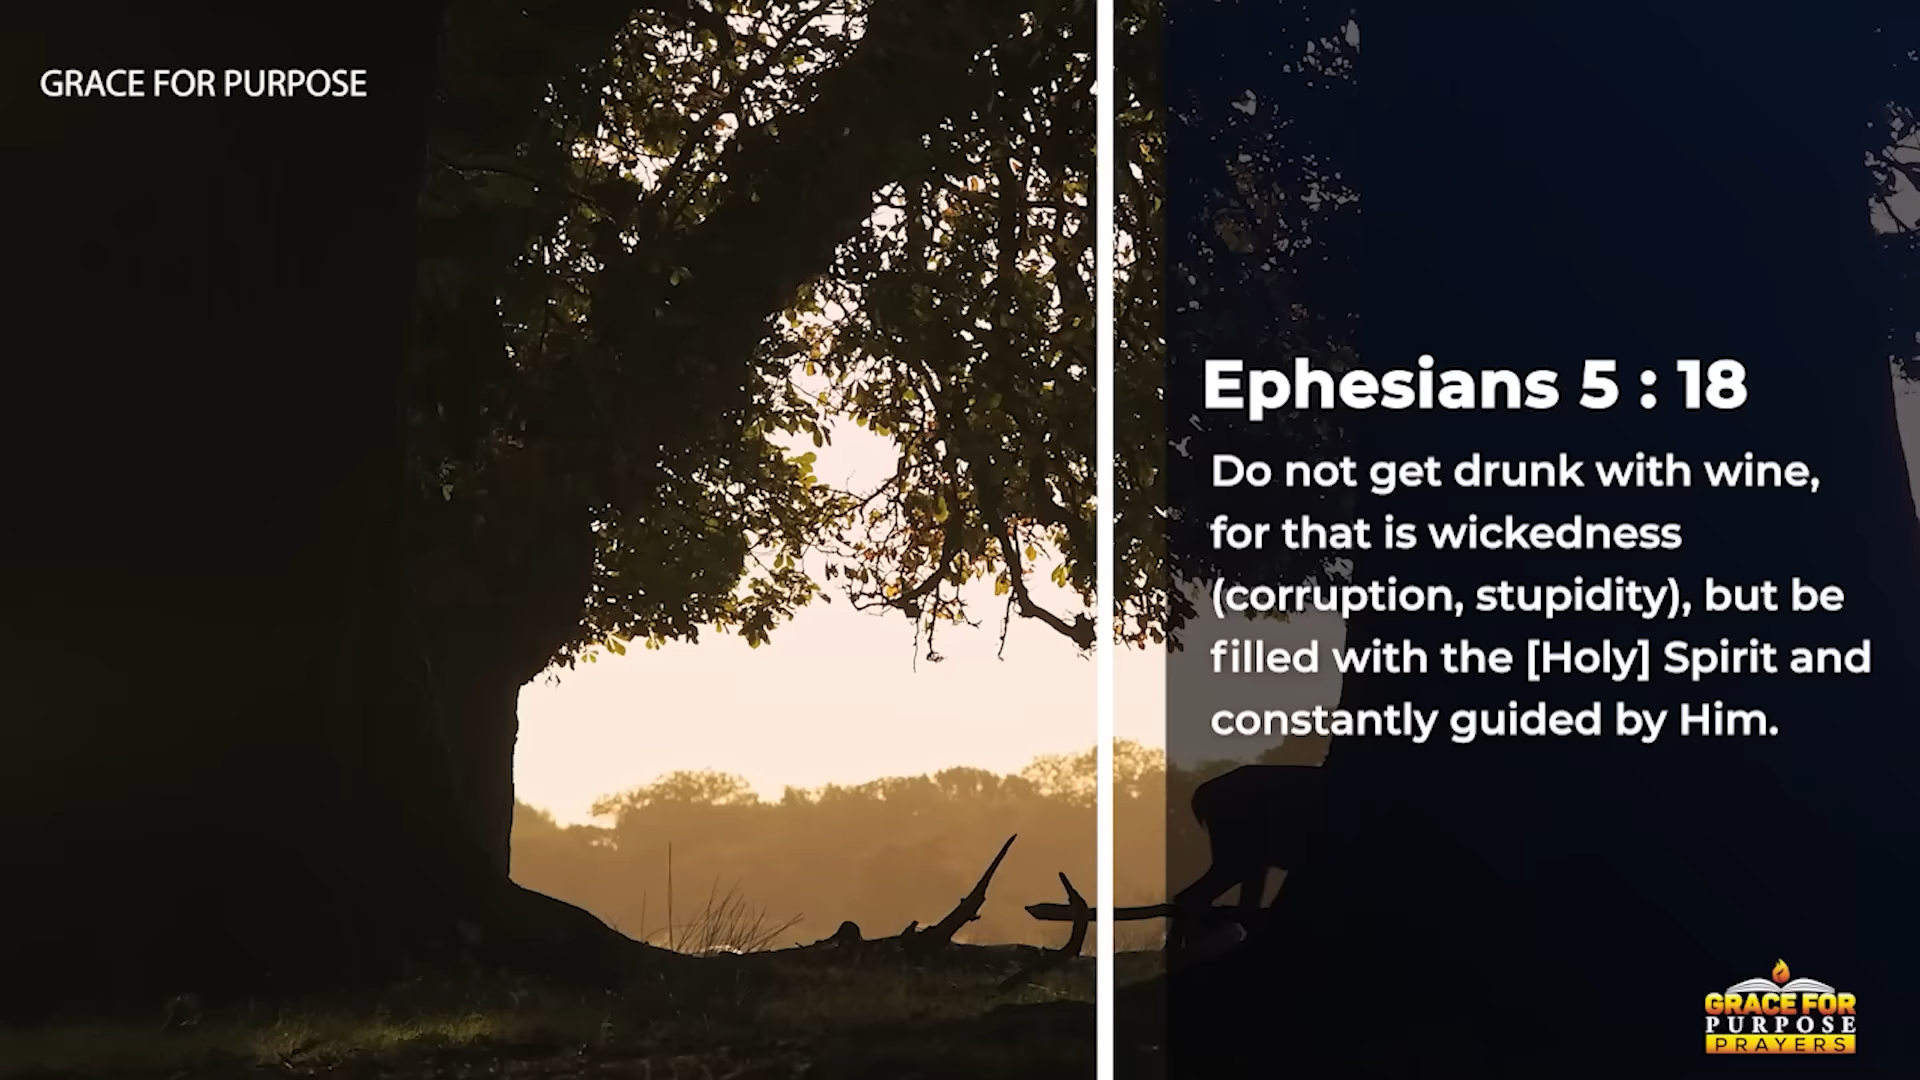 GRACE FOR PURPOSE
Ephesians 5 : 18
Do not get drunk with wine,
for that is wickedness
(corruption, stupidity), but be
filled with the [Holy] Spirit and
constantly guided by Him.
GRACE FOR
PURPOSE
PRAYERS